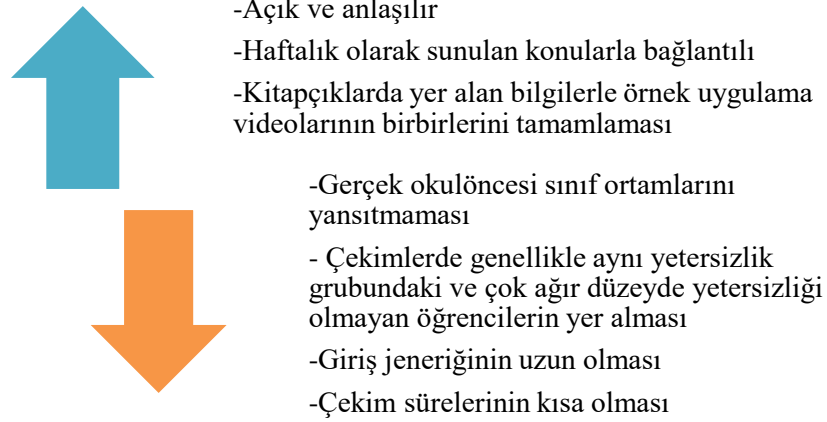 -Açık ve anlaşılır
-Haftalık olarak sunulan konularla bağlantılı
-Kitapçıklarda yer alan bilgilerle örnek uygulama
videolarının birbirlerini tamamlaması
-Gerçek okulöncesi sınıf ortamlarını
yansıtmaması
- Çekimlerde genellikle aynı yetersizlik
grubundaki ve çok ağır düzeyde yetersizliği
olmayan öğrencilerin yer alması
-Giriş jeneriğinin uzun olması
-Çekim sürelerinin kısa olması